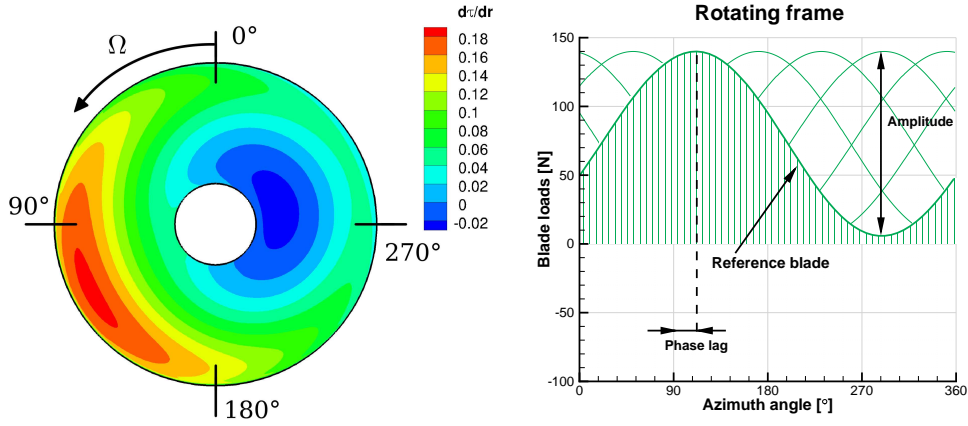 dτ/dr
0.18
0.16
0.14
0.12
0.1
0.08
0.06
0.04
0.02
0
-0.02
Ω
0°
90°
270°
180°
Rotating frame
150
100
50
0
-50
-100
Blade loads [N]
Amplitude
Reference blade
Phase lag
0 90 180 270 360
Azimuth angle [°]